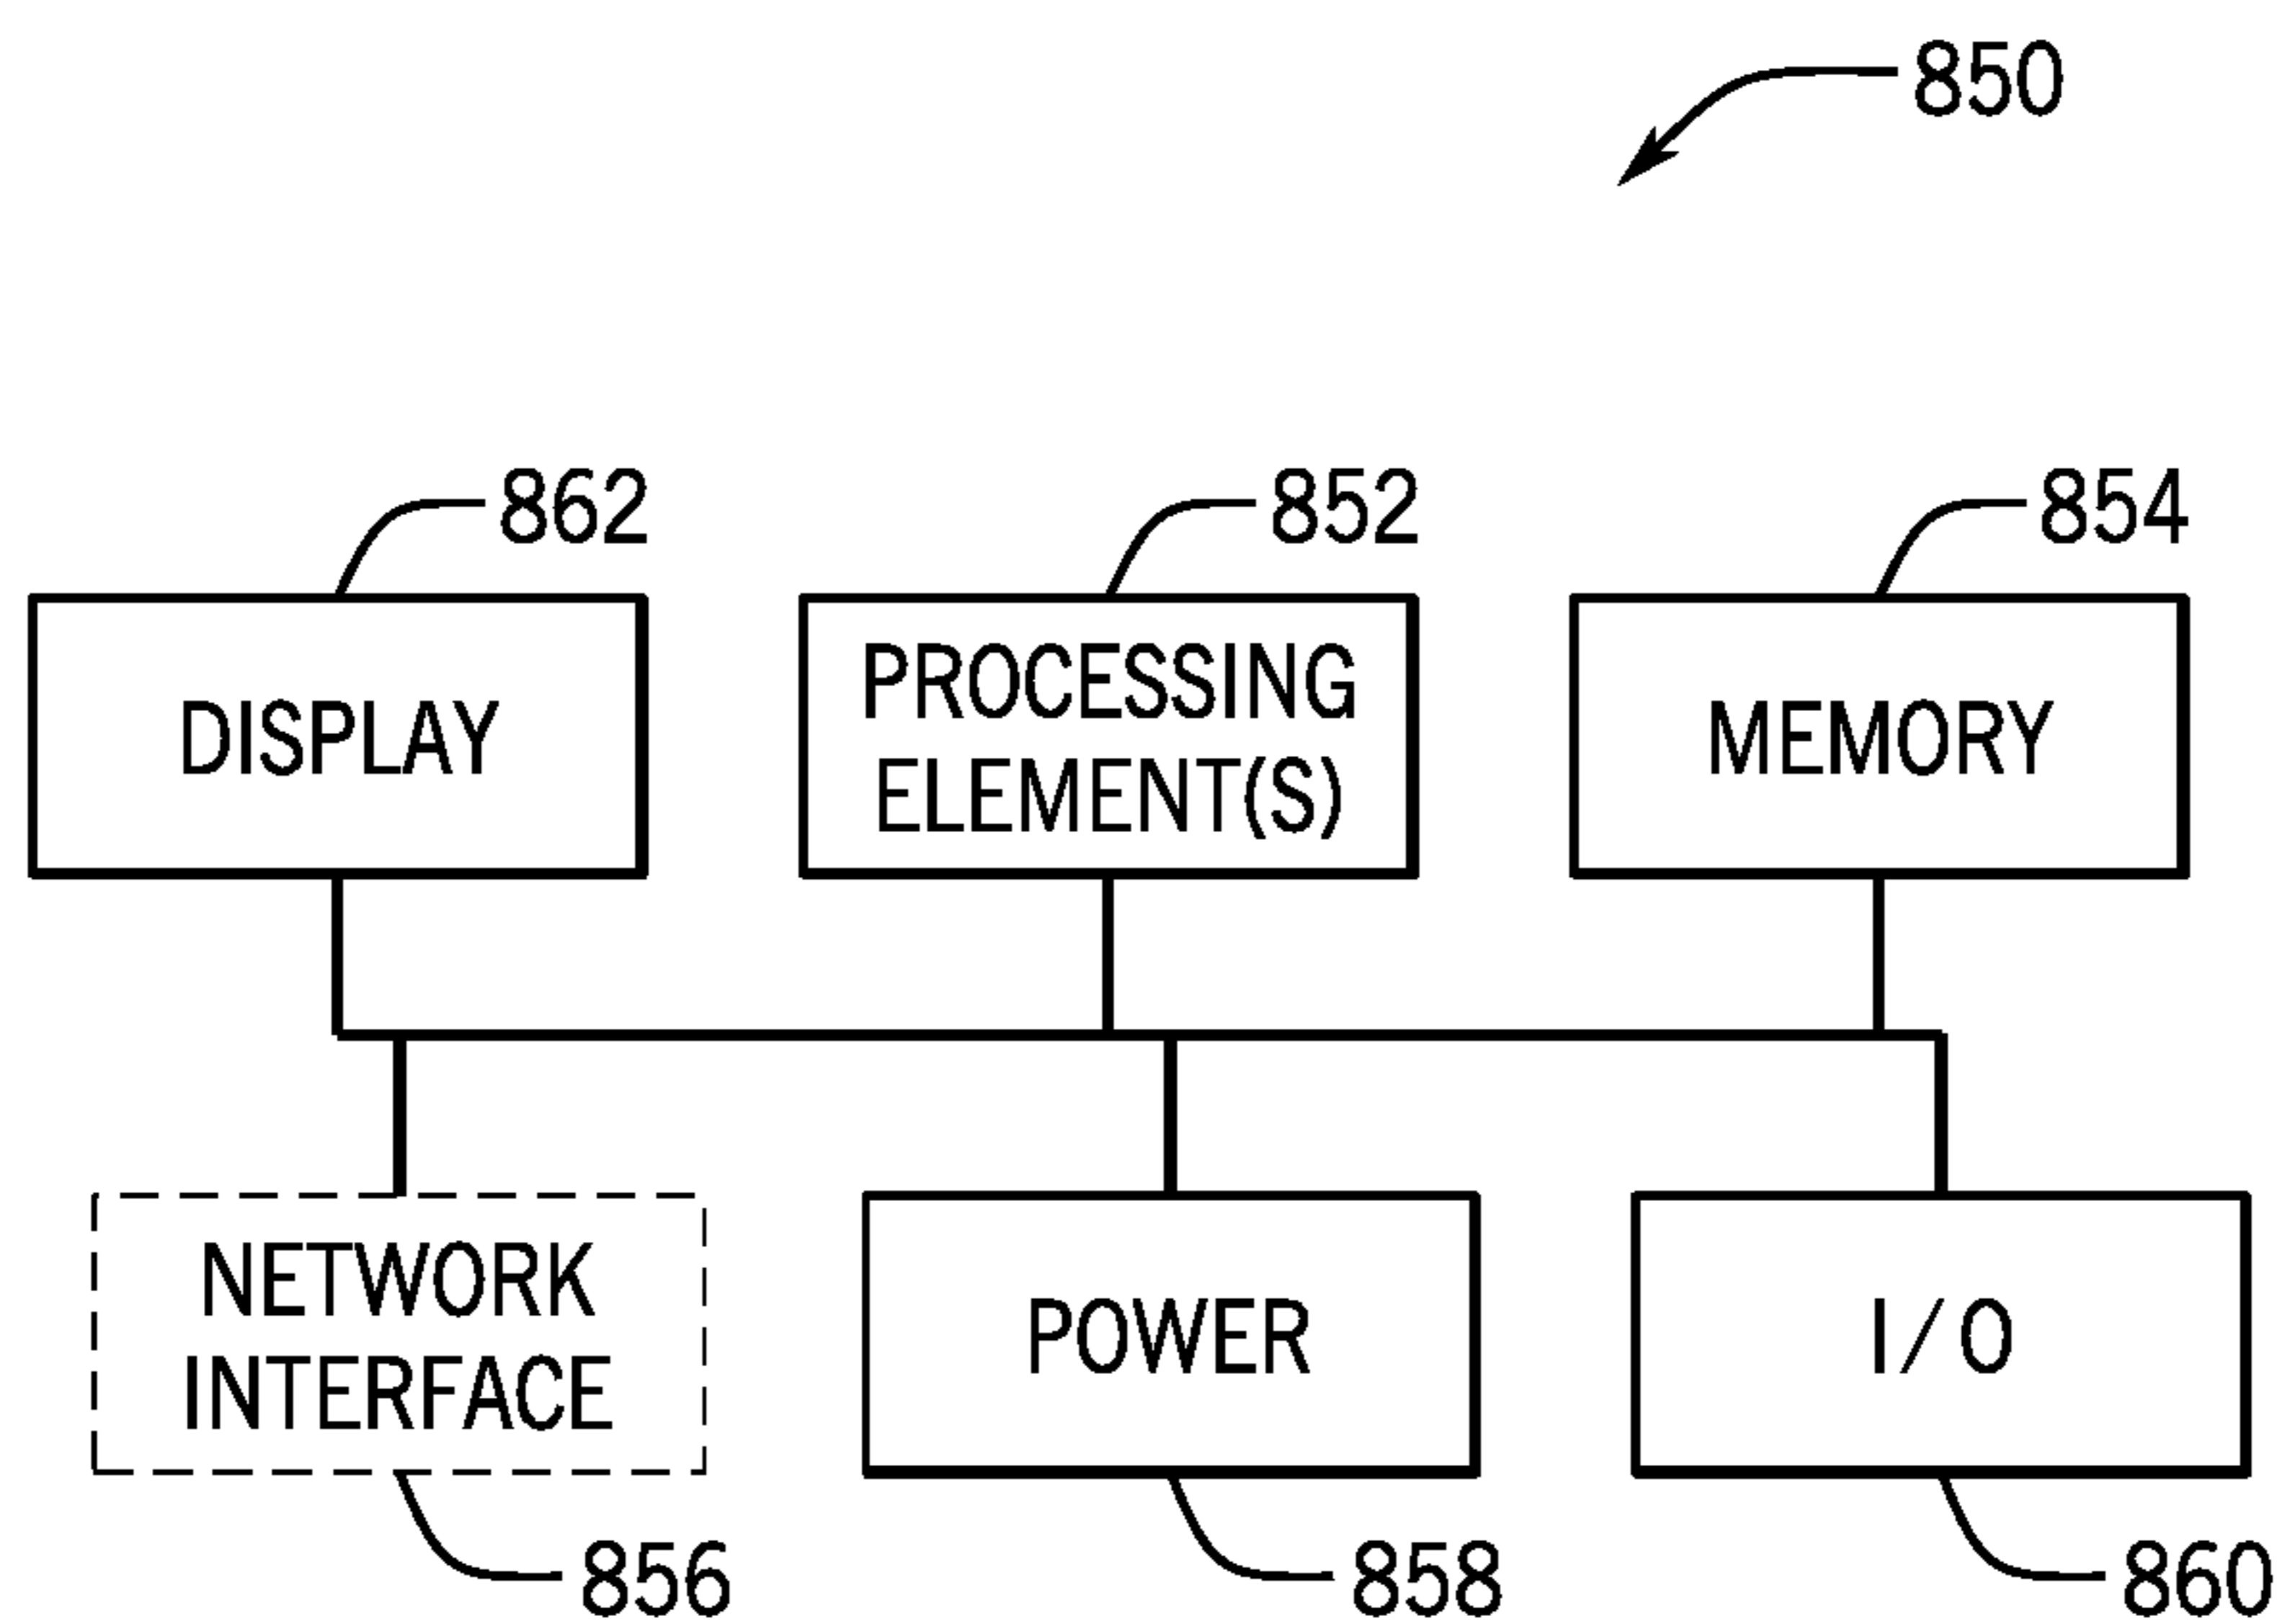 850
862
852
854
DISPLAY
PROCESSING
ELEMENT(S)
MEMORY
NETWORK
INTERFACE
POWER
I/O
856
858
860